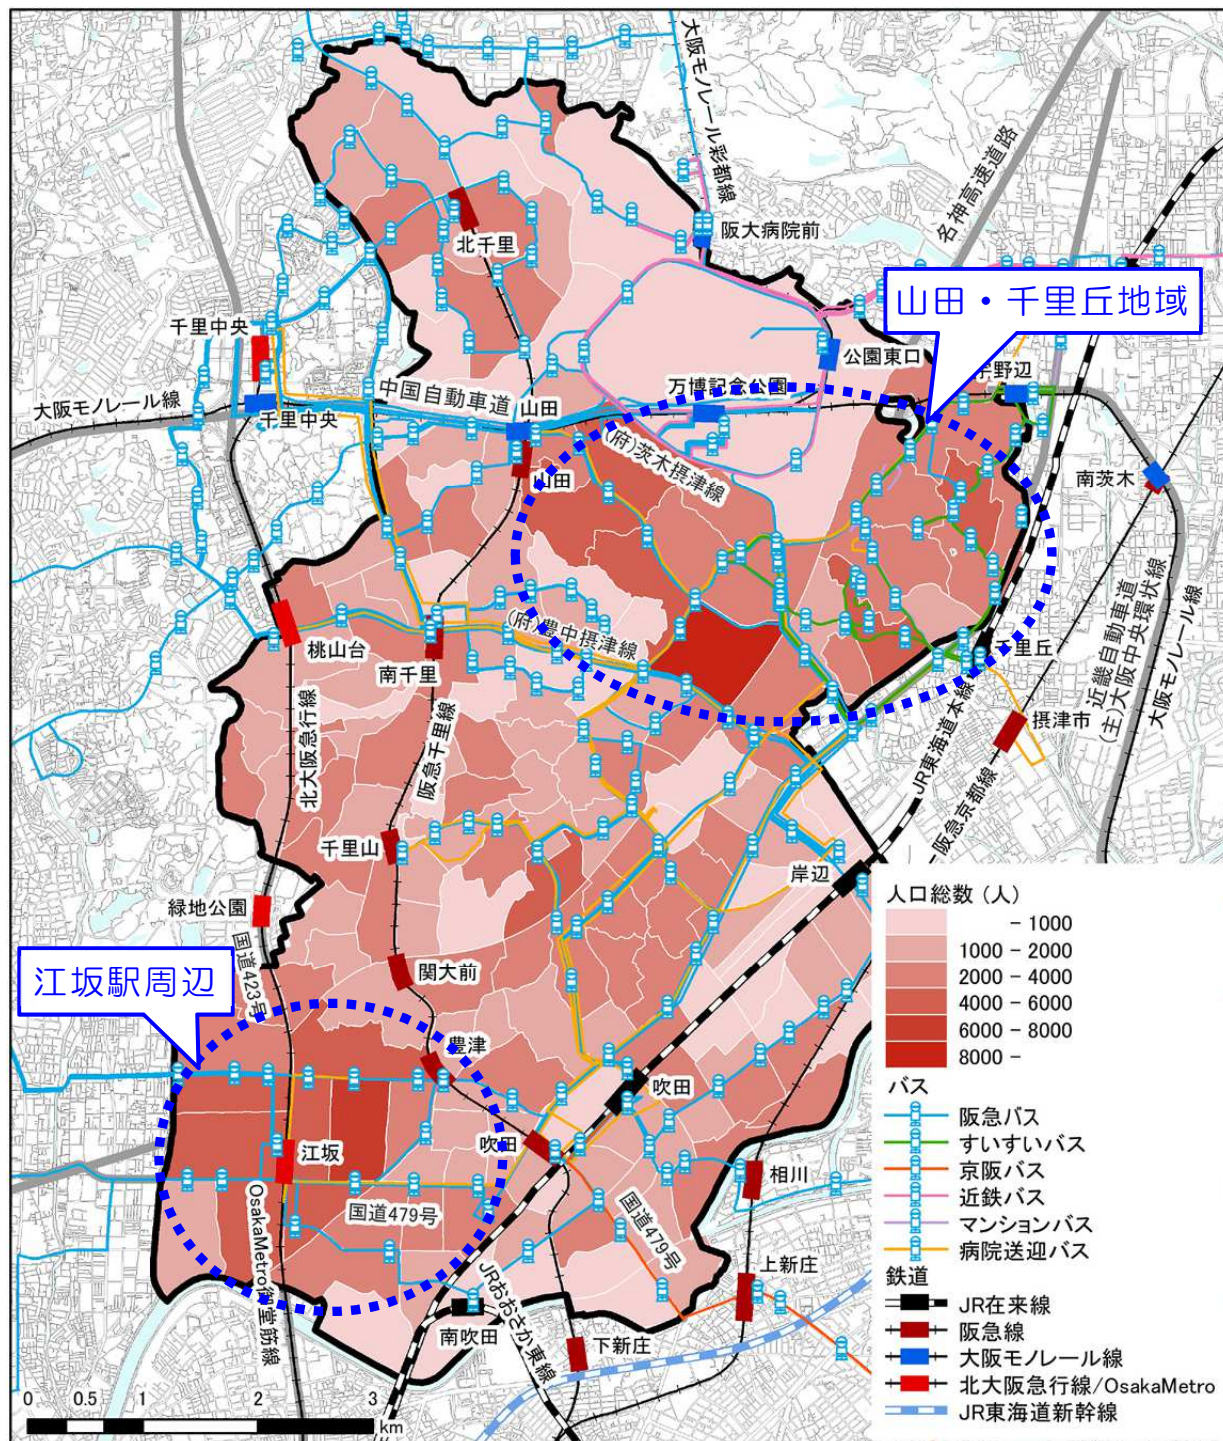 大阪モノレール彩都線
名神高速道路
阪大病院前
北千里
山田・千里丘地域
千里中央
公園東口
宇野辺
中国自動車道
万博記念公園
大阪モノレール線
千里中央
山田
(府)茨木摂津線
山田
南茨木
(府)豊中摂津線
桃山台
南千里
千里丘
近畿自動車道
(主)大阪中央環状線
大阪モノレール線
北大阪急行線
阪急千里線
JR東海道本線
摂津市
阪急京都線
千里山
岸辺
緑地公園
国道423号
関大前
江坂駅周辺
豊津
吹田
江坂
吹田
相川
国道479号
国道479号
OsakaMetro御堂筋線
JRおおさか東線
上新庄
南吹田
下新庄
人口総数 (人)
- 1000
1000 - 2000
2000 - 4000
4000 - 6000
6000 - 8000
8000 -
バス
阪急バス
すいすいバス
京阪バス
近鉄バス
マンションバス
病院送迎バス
鉄道
JR在来線
阪急線
大阪モノレール線
北大阪急行線/OsakaMetro
JR東海道新幹線
0 0.5 1 2 3
km